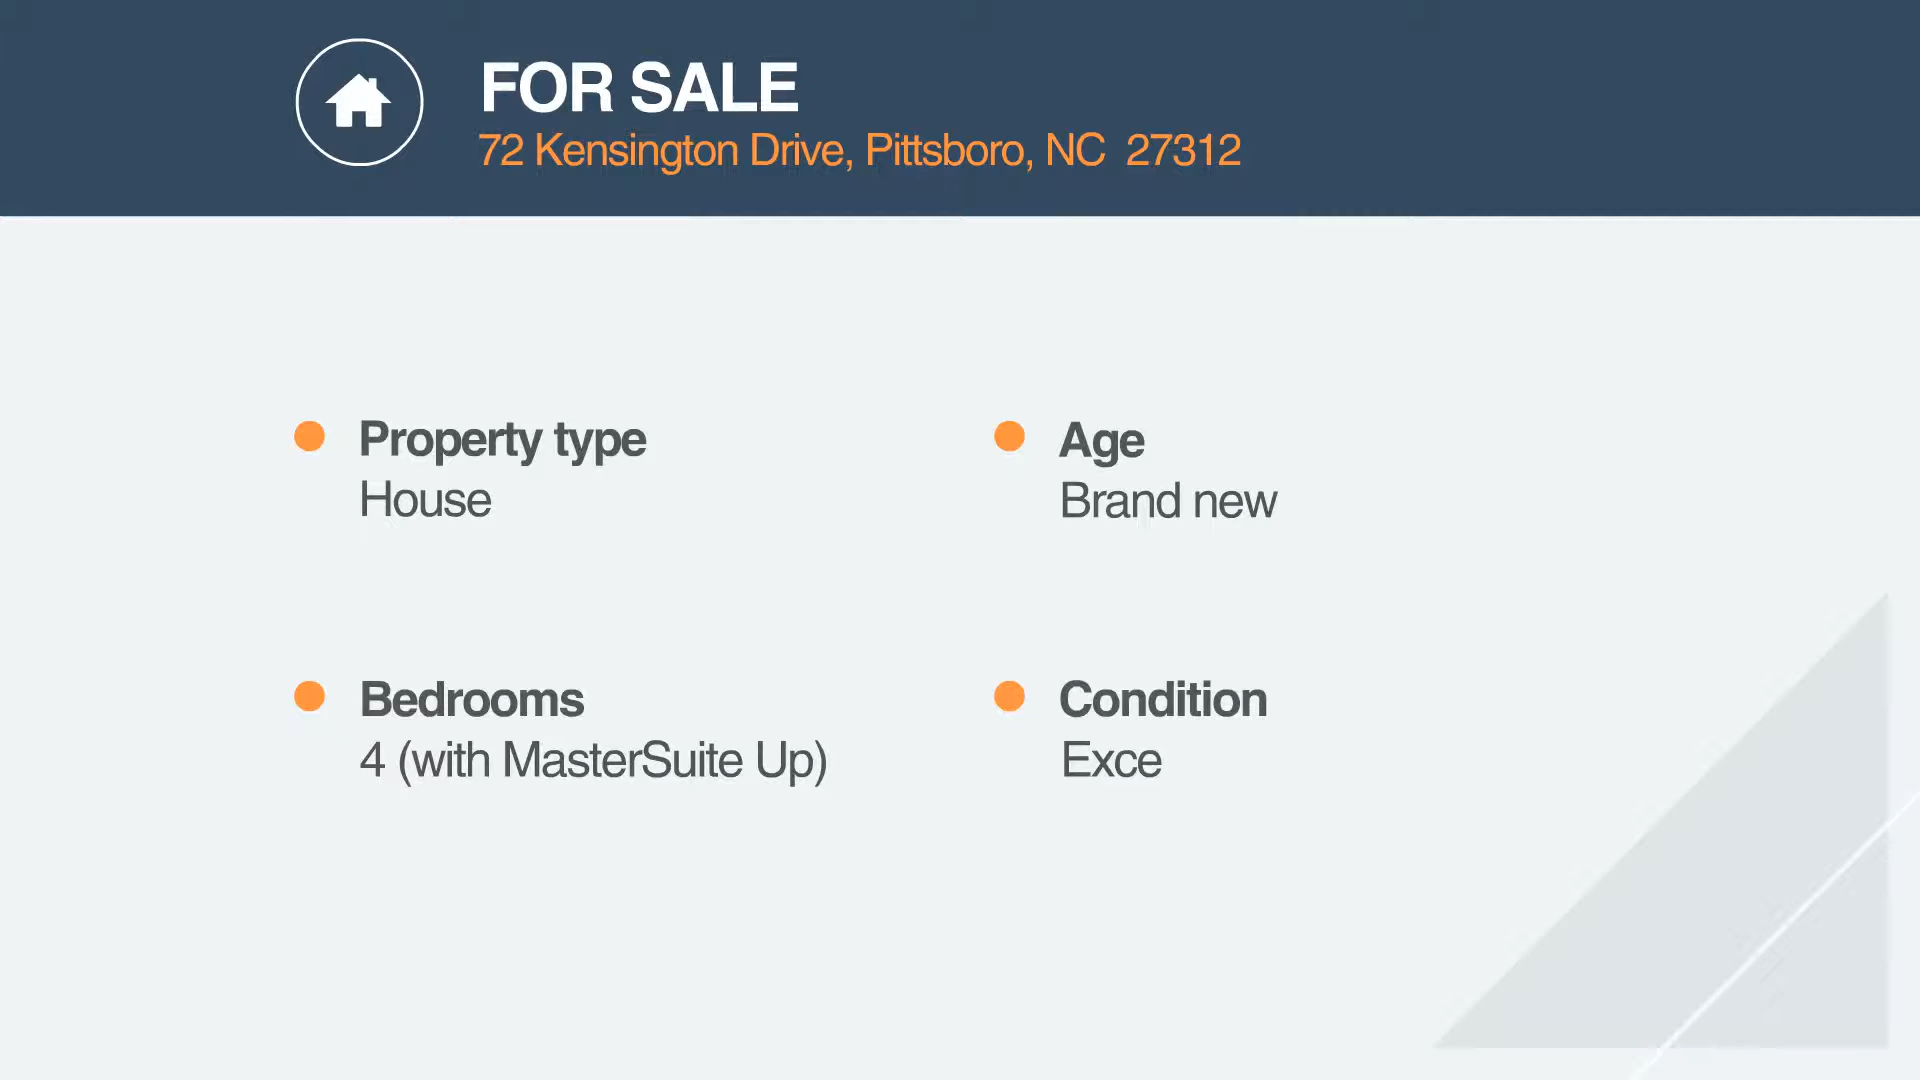 FOR SALE
72 Kensington Drive, Pittsboro, NC  27312
Property type
House
Age
Brand new
Bedrooms
4 (with MasterSuite Up)
Condition
Exce